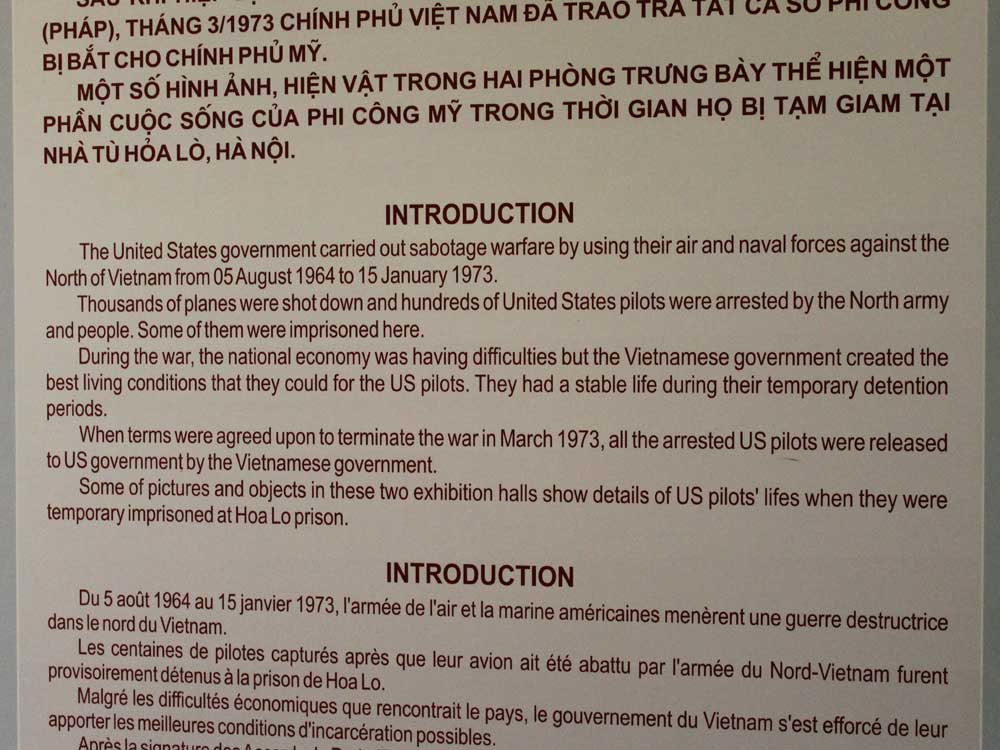 (PHÁP), THÁNG 3/1973 CHÍNH PHỦ VIỆT NAM ĐÃ TRAO TRẢ TẤT CẢ SỐ PHI CÔNG
BỊ BẮT CHO CHÍNH PHỦ MỸ.
MỘT SỐ HÌNH ẢNH, HIỆN VẬT TRONG HAI PHÒNG TRƯNG BÀY THỂ HIỆN MỘT
PHẦN CUỘC SỐNG CỦA PHI CÔNG MỸ TRONG THỜI GIAN HỌ BỊ TẠM GIAM TẠI
NHÀ TÙ HỎA LÒ, HÀ NỘI.
INTRODUCTION
The United States government carried out sabotage warfare by using their air and naval forces against the
North of Vietnam from 05 August 1964 to 15 January 1973.
Thousands of planes were shot down and hundreds of United States pilots were arrested by the North army
and people. Some of them were imprisoned here.
During the war, the national economy was having difficulties but the Vietnamese government created the
best living conditions that they could for the US pilots. They had a stable life during their temporary detention
periods.
When terms were agreed upon to terminate the war in March 1973, all the arrested US pilots were released
to US government by the Vietnamese government.
Some of pictures and objects in these two exhibition halls show details of US pilots' lifes when they were
temporary imprisoned at Hoa Lo prison.
INTRODUCTION
Du 5 août 1964 au 15 janvier 1973, l'armée de l'air et la marine américaines menèrent une guerre destructrice
dans le nord du Vietnam.
Les centaines de pilotes capturés après que leur avion ait été abattu par l'armée du Nord-Vietnam furent
provisoirement détenus à la prison de Hoa Lo.
Malgré les difficultés économiques que rencontrait le pays, le gouvernement du Vietnam s'est efforcé de leur
apporter les meilleures conditions d'incarcération possibles.
Après la signature des